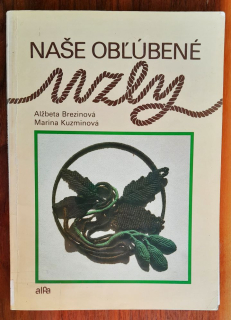 NAŠE OBĽÚBENÉ
uzly
Alžbeta Brezinová
Marina Kuzminová
alfa